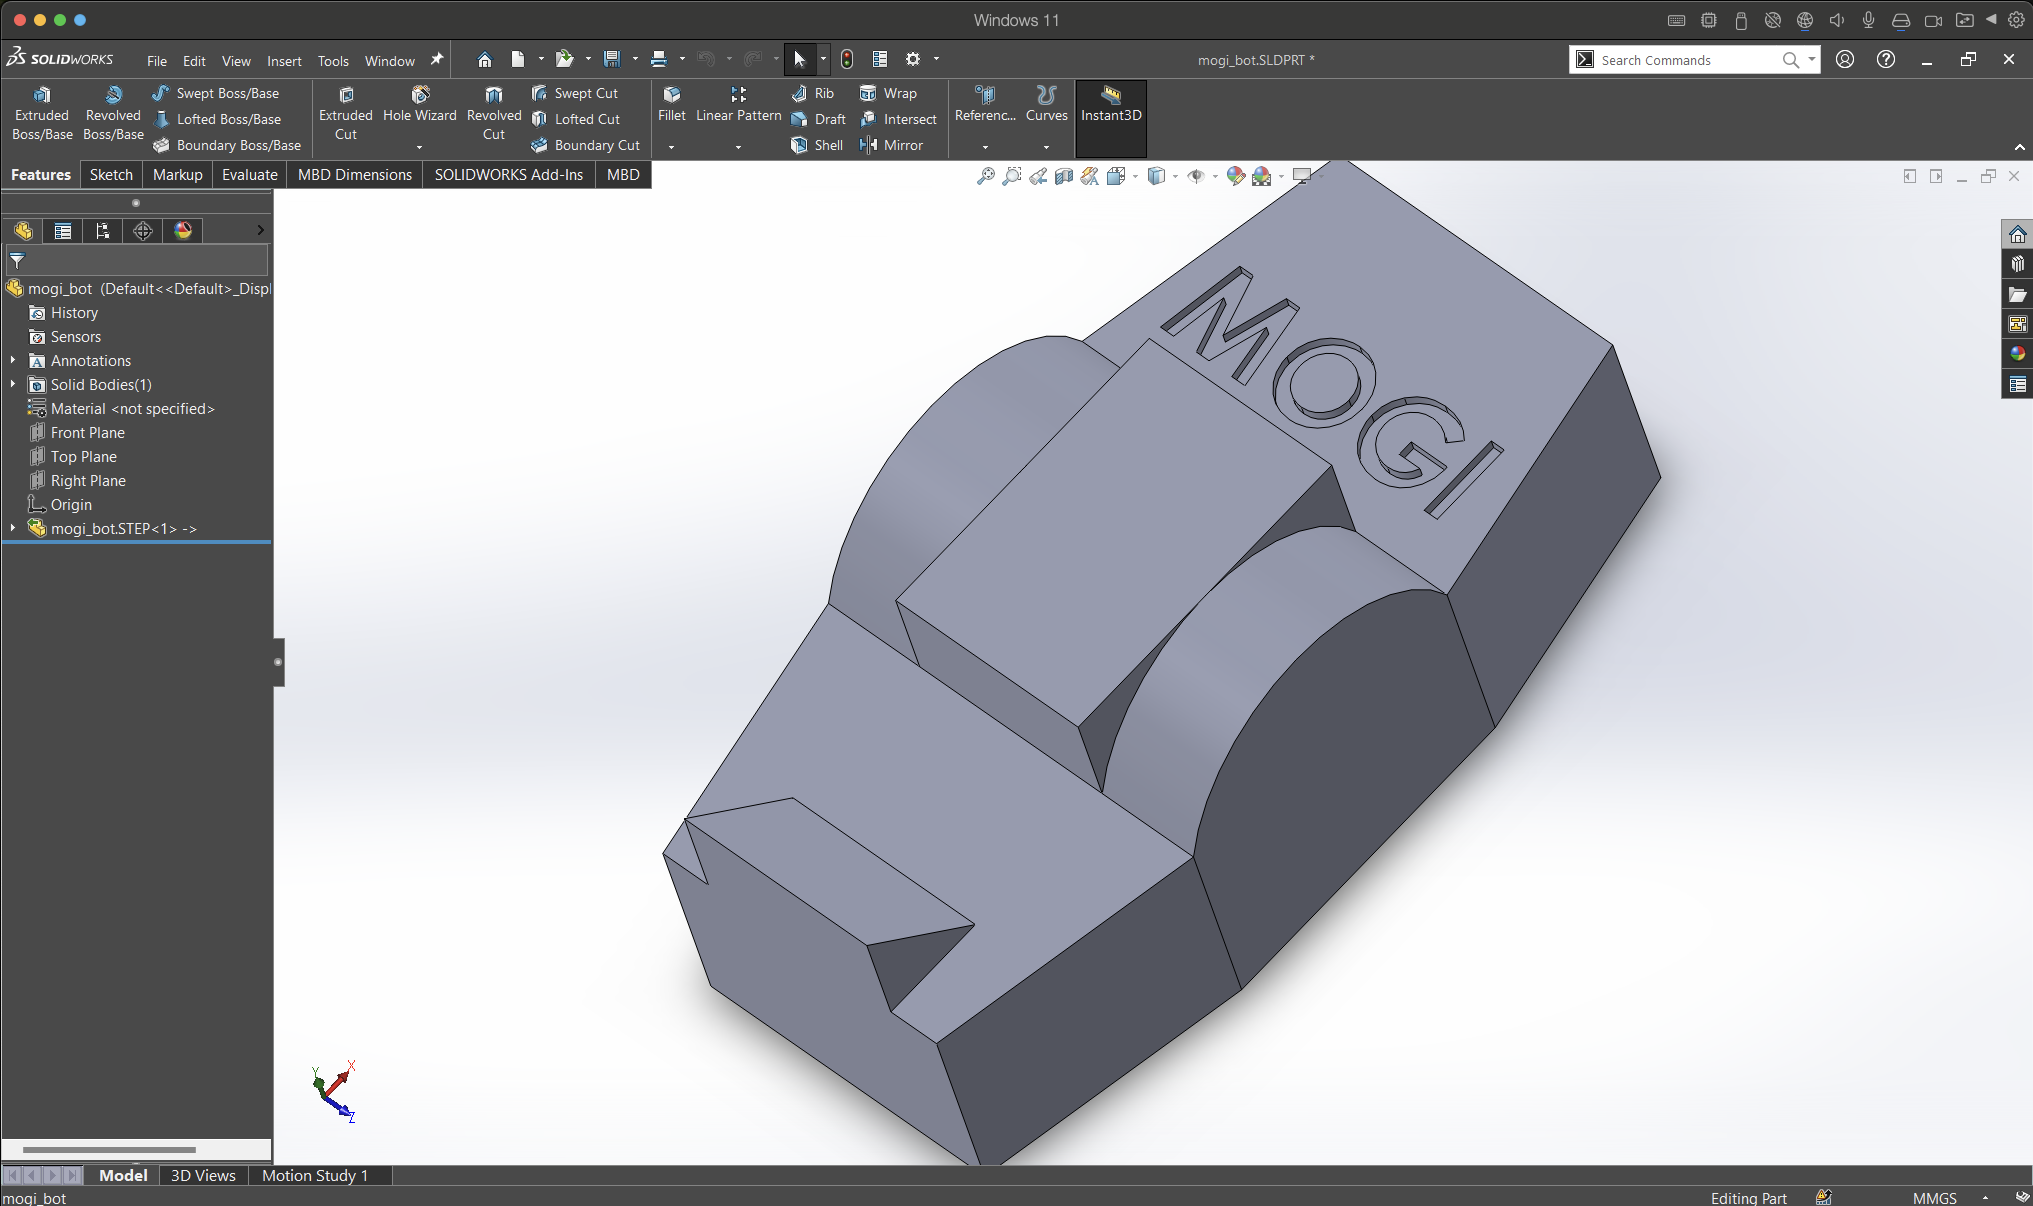 Windows 11
SOLIDWORKS File Edit View Insert Tools Window mogi_bot.SLDPRT * Search Commands
Extruded Boss/Base
Revolved Boss/Base
Swept Boss/Base
Lofted Boss/Base
Boundary Boss/Base
Extruded Cut
Hole Wizard
Revolved Cut
Swept Cut
Lofted Cut
Boundary Cut
Fillet
Linear Pattern
Rib
Draft
Shell
Wrap
Intersect
Mirror
Referenc...
Curves
Instant3D
Features Sketch Markup Evaluate MBD Dimensions SOLIDWORKS Add-Ins MBD
mogi_bot (Default<<Default>_Displ
History
Sensors
Annotations
Solid Bodies(1)
Material <not specified>
Front Plane
Top Plane
Right Plane
Origin
mogi_bot.STEP<1> ->
MOGI
Y
X
Z
Model 3D Views Motion Study 1
mogi_bot Editing Part MMGS